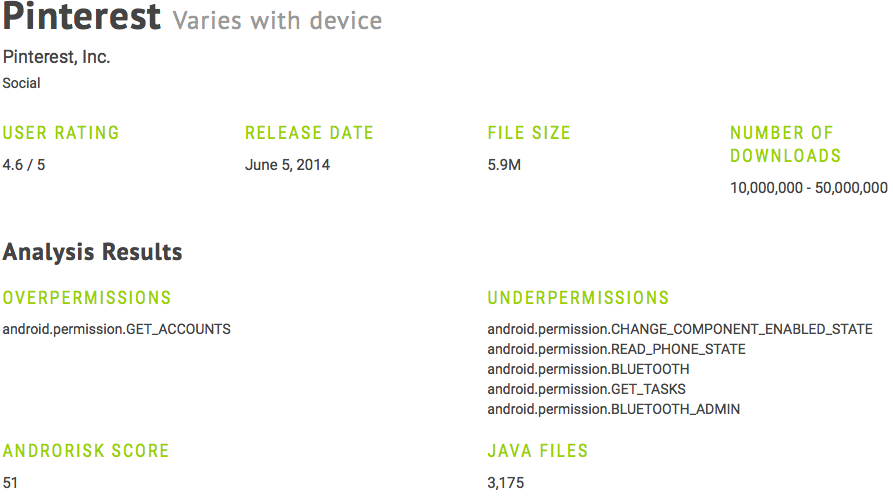 Pinterest Varies with device
Pinterest, Inc.
Social
USER RATING
4.6 / 5
RELEASE DATE
June 5, 2014
FILE SIZE
5.9M
NUMBER OF
DOWNLOADS
10,000,000 - 50,000,000
Analysis Results
OVERPERMISSIONS
android.permission.GET_ACCOUNTS
UNDERPERMISSIONS
android.permission.CHANGE_COMPONENT_ENABLED_STATE
android.permission.READ_PHONE_STATE
android.permission.BLUETOOTH
android.permission.GET_TASKS
android.permission.BLUETOOTH_ADMIN
ANDRORISK SCORE
51
JAVA FILES
3,175